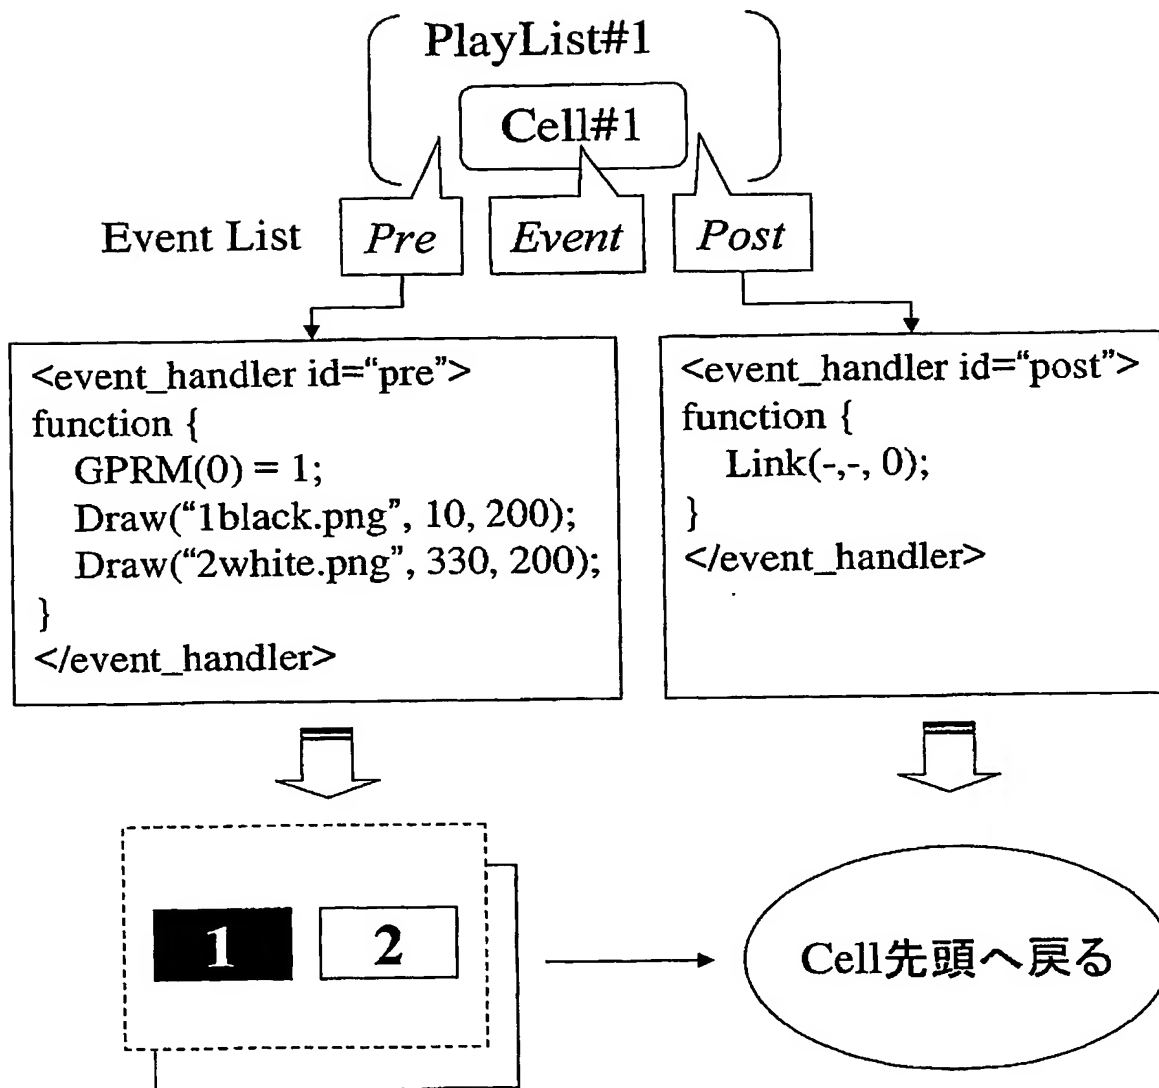 PlayList#1
Cell#1
Event List
Pre
Event
Post
<event_handler id=“pre”>
function {
GPRM(0) = 1;
Draw(“1black.png”, 10, 200);
Draw(“2white.png”, 330, 200);
}
</event_handler>
<event_handler id=“post”>
function {
Link(-,-, 0);
}
</event_handler>
1
2
Cell先頭へ戻る